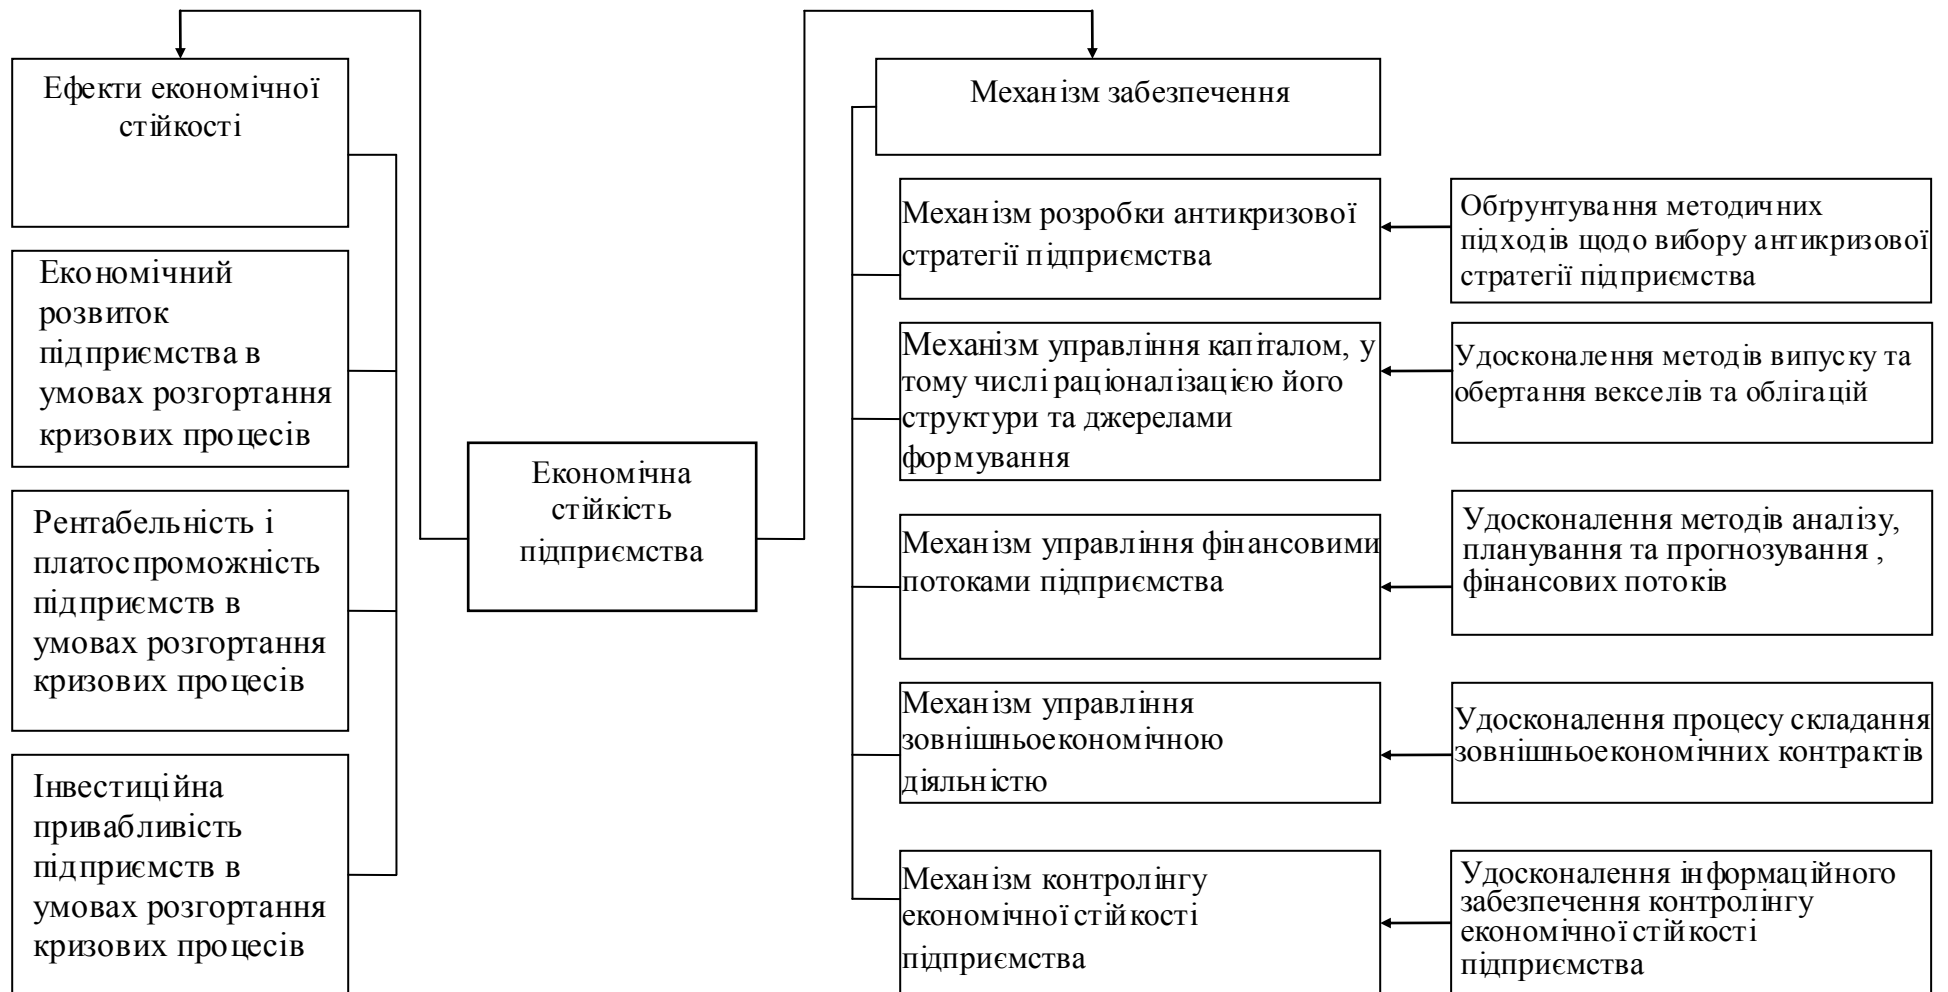 Ефекти економічної
стійкості
Економічний
розвиток
підприємства в
умовах розгортання
кризових процесів
Рентабельність і
платоспроможність
підприємств в
умовах розгортання
кризових процесів
Інвестиційна
привабливість
підприємств в
умовах розгортання
кризових процесів
Економічна
стійкість
підприємства
Механізм забезпечення
Механізм розробки антикризової
стратегії підприємства
Механізм управління капіталом, у
тому числі раціоналізацією його
структури та джерелами
формування
Механізм управління фінансовими
потоками підприємства
Механізм управління
зовнішньоекономічною
діяльністю
Механізм контролінгу
економічної стійкості
підприємства
Обґрунтування методичних
підходів щодо вибору антикризової
стратегії підприємства
Удосконалення методів випуску та
обертання векселів та облігацій
Удосконалення методів аналізу,
планування та прогнозування ,
фінансових потоків
Удосконалення процесу складання
зовнішньоекономічних контрактів
Удосконалення інформаційного
забезпечення контролінгу
економічної стійкості
підприємства